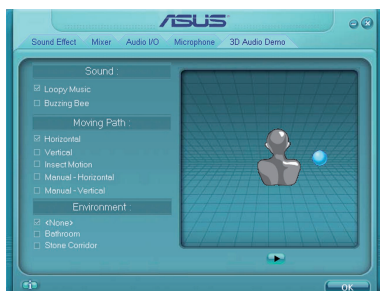 ASUS
Sound Effect Mixer Audio I/O Microphone 3D Audio Demo
Sound :
Loopy Music
Buzzing Bee
Moving Path :
Horizontal
Vertical
Insect Motion
Manual - Horizontal
Manual - Vertical
Environment :
<None>
Bathroom
Stone Corridor
i
OK